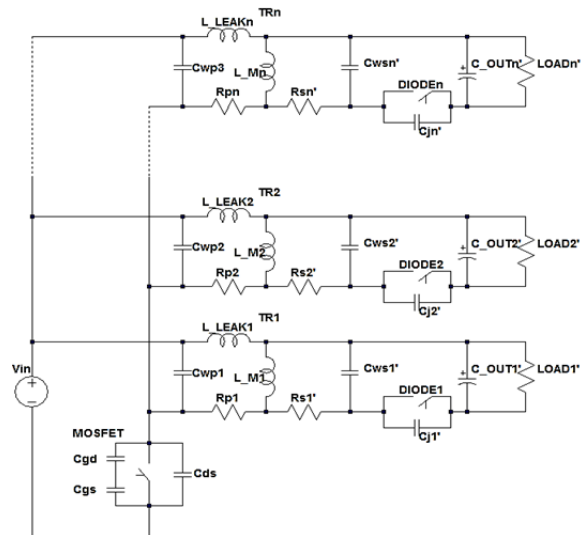 TRn
L_LEAKn
Cwp3
L_Mn
Cwsn'
C_OUTn'
LOADn'
Rpn
Rsn'
DIODEn
Cjn'
TR2
L_LEAK2
Cwp2
L_M2
Cws2'
C_OUT2'
LOAD2'
Rp2
Rs2'
DIODE2
Cj2'
TR1
L_LEAK1
Vin
Cwp1
L_M1
Cws1'
C_OUT1'
LOAD1'
Rp1
Rs1'
DIODE1
Cj1'
MOSFET
Cgd
Cgs
Cds